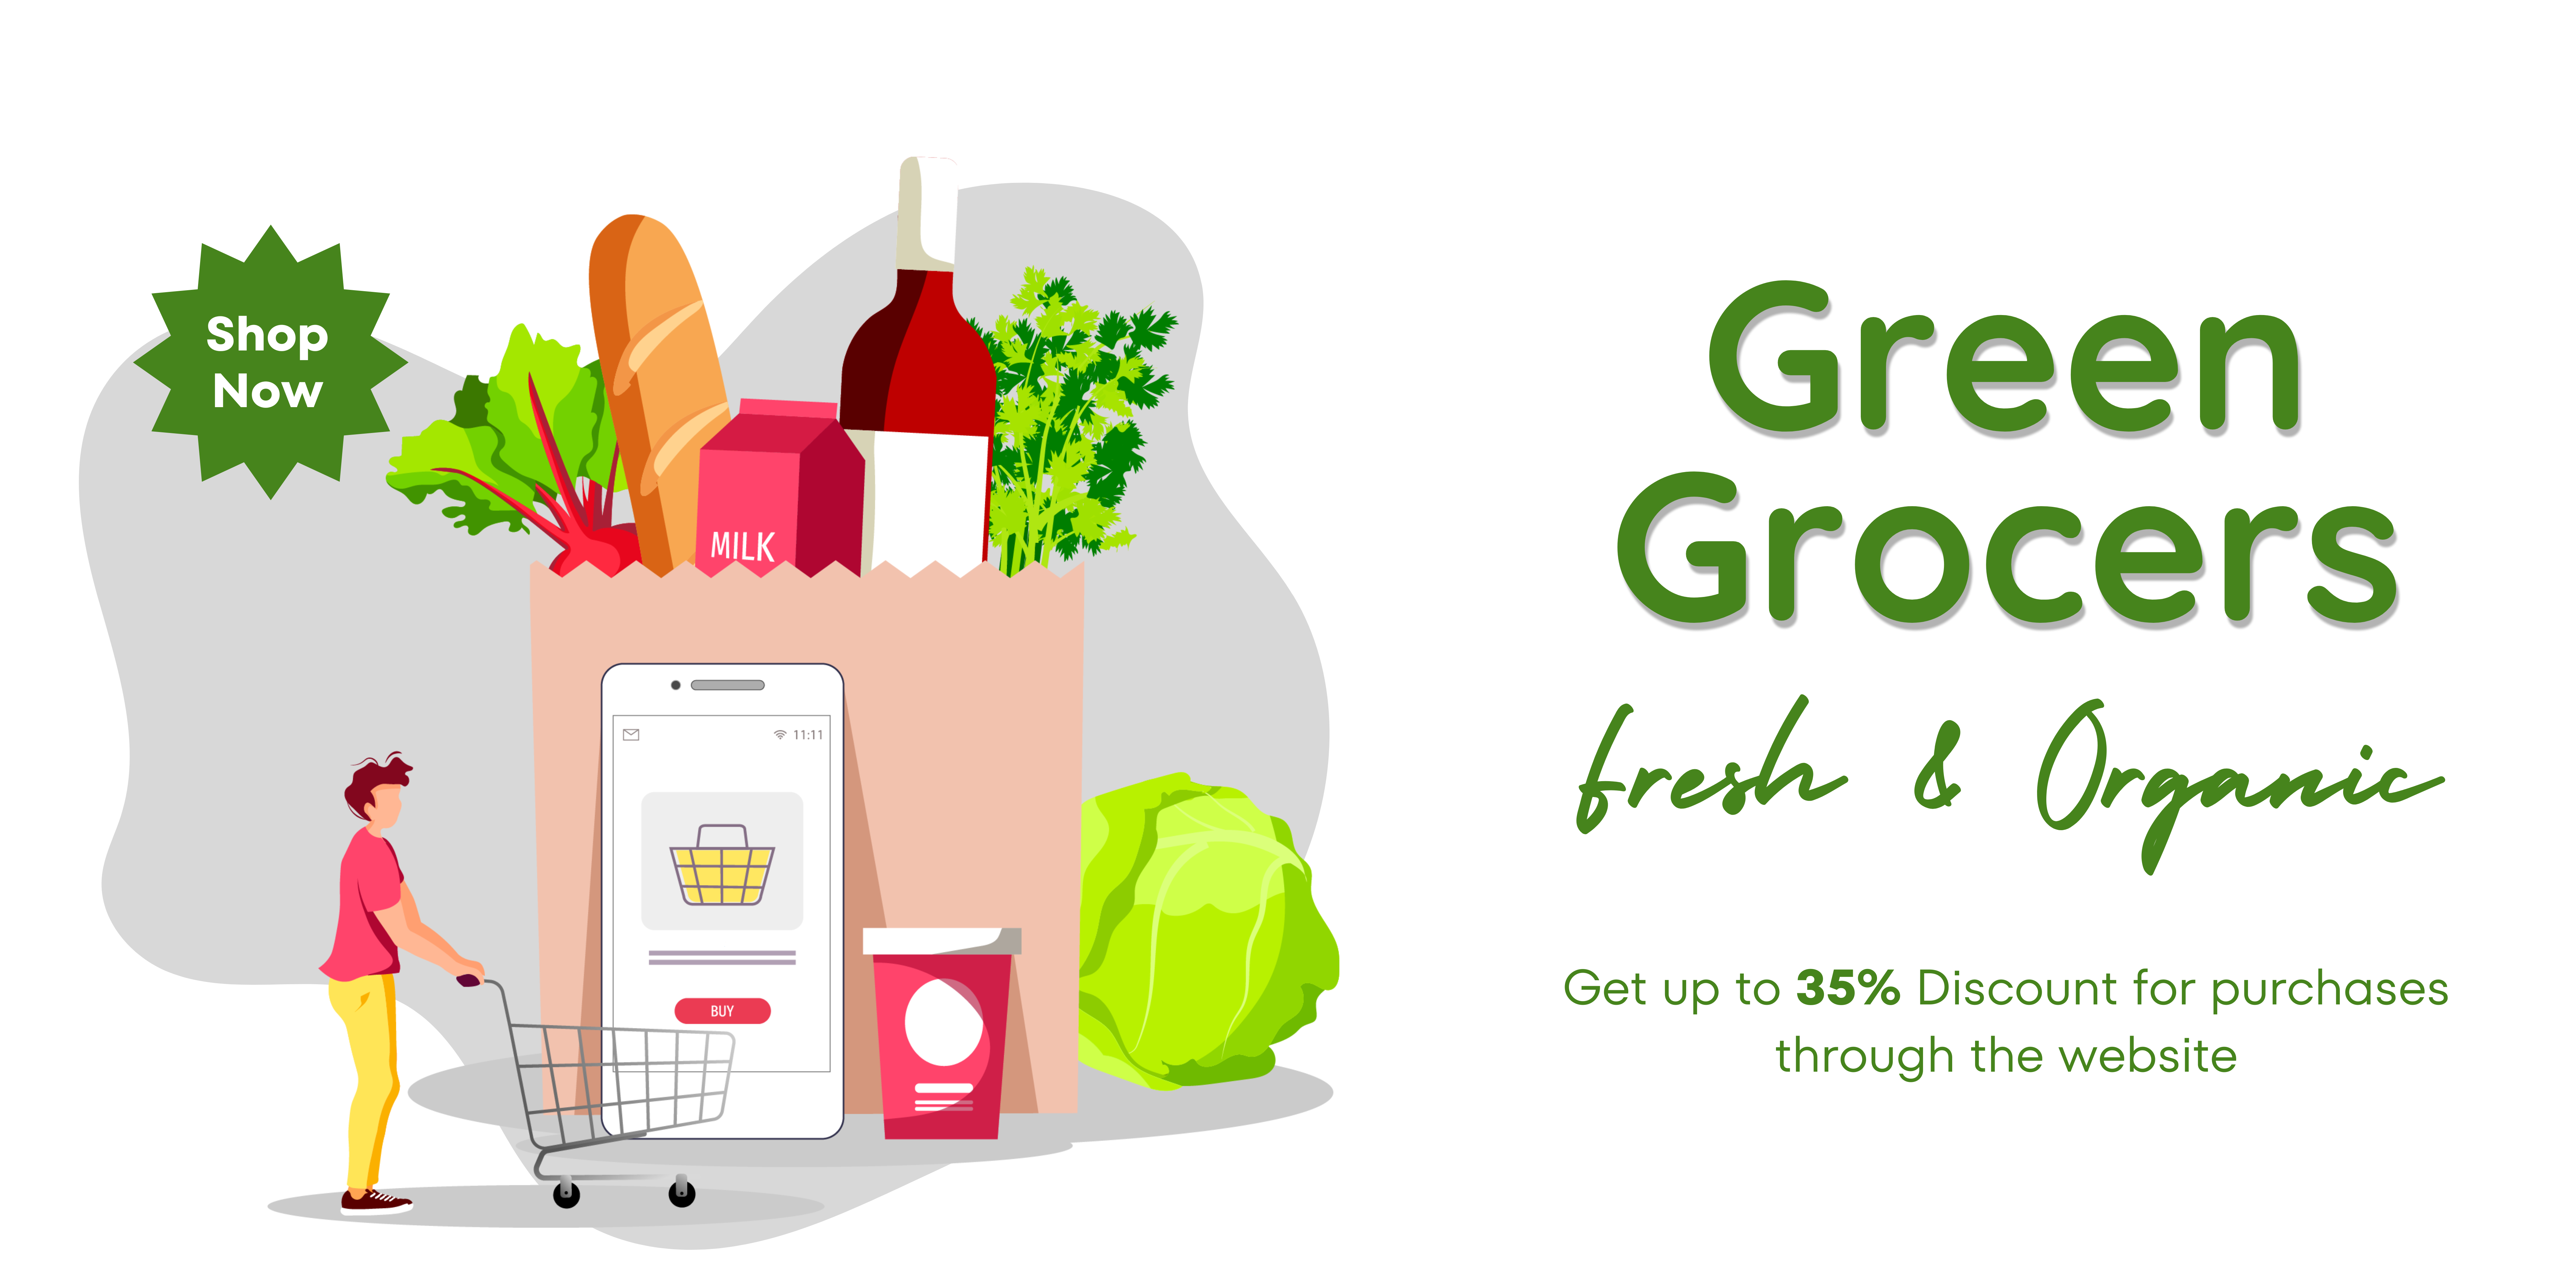 Shop
Now
MILK
11:11
BUY
Green
Grocers
fresh & Organic
Get up to 35% Discount for purchases
through the website